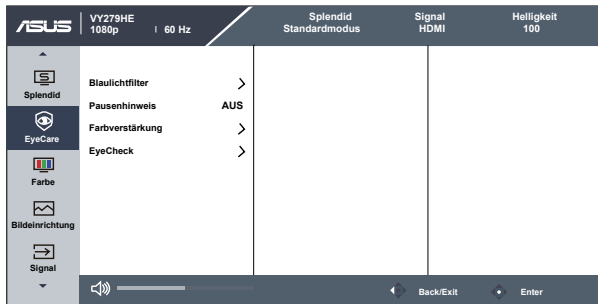 ASUS
VY279HE
1080p | 60 Hz
Splendid
Standardmodus
Signal
HDMI
Helligkeit
100
Splendid
EyeCare
Farbe
Bildeinrichtung
Signal
Blaulichtfilter
Pausenhinweis AUS
Farbverstärkung
EyeCheck
Back/Exit
Enter